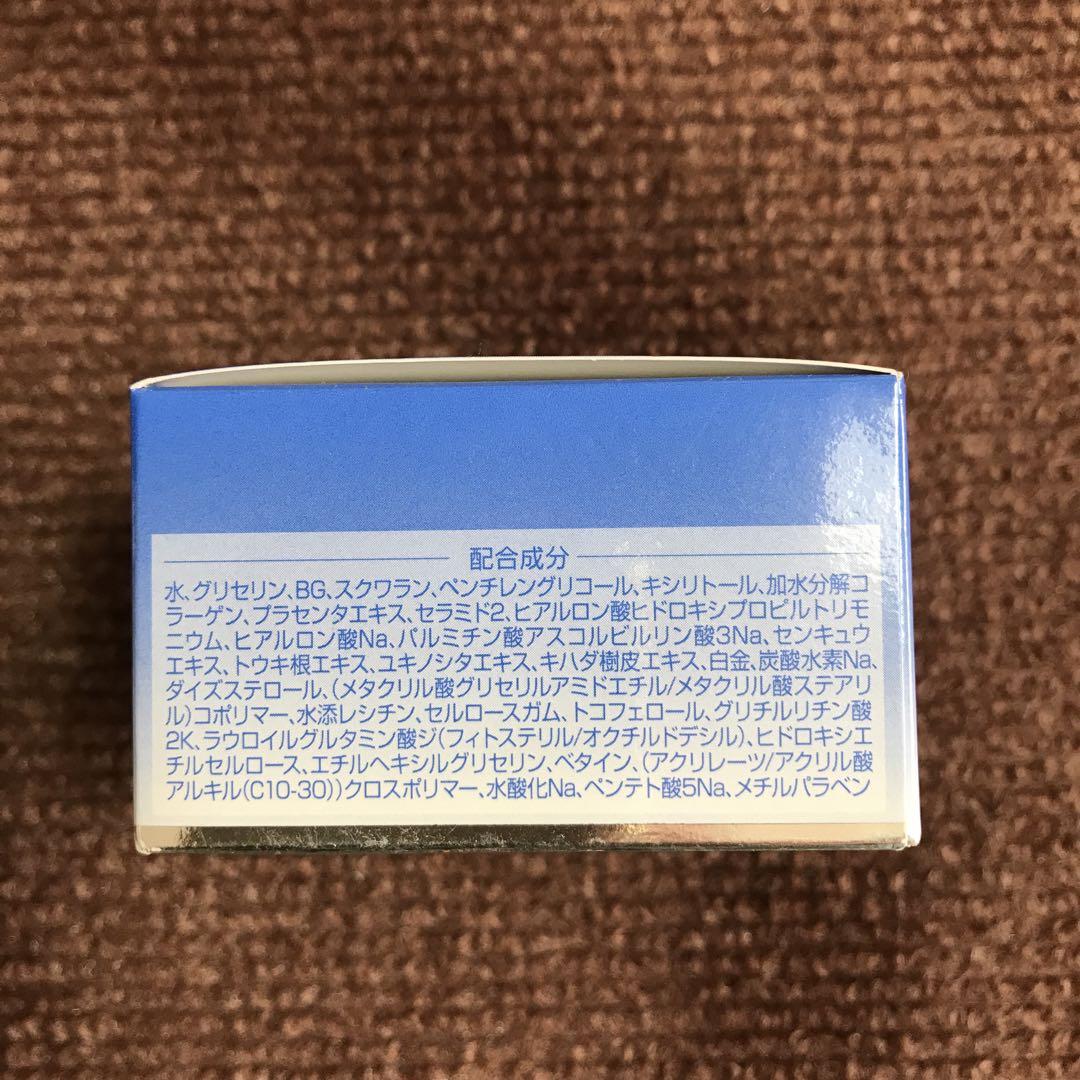 配合成分
水、グリセリン、BG、スクワラン、ペンチレングリコール、キシリトール、加水分解コ
ラーゲン、プラセンタエキス、セラミド2、ヒアルロン酸ヒドロキシプロピルトリモ
ニウム、ヒアルロン酸Na、パルミチン酸アスコルビルリン酸3Na、センキュウ
エキス、トウキ根エキス、ユキノシタエキス、キハダ樹皮エキス、白金、炭酸水素Na、
ダイズステロール、(メタクリル酸グリセリルアミドエチル/メタクリル酸ステアリ
ル)コポリマー、水添レシチン、セルロースガム、トコフェロール、グリチルリチン酸
2K、ラウロイルグルタミン酸ジ(フィトステリル/オクチルドデシル)、ヒドロキシエ
チルセルロース、エチルヘキシルグリセリン、ベタイン、(アクリレーツ/アクリル酸
アルキル(C10-30))クロスポリマー、水酸化Na、ペンテト酸5Na、メチルパラベン